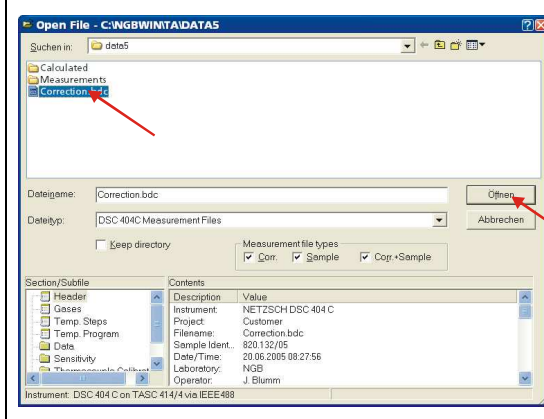 Open File - C:\NGBWIN\TA\DATA5
Suchen in: data5
Calculated
Measurements
Correction.bdc
Dateiname: Correction.bdc Öffnen
Dateityp: DSC 404C Measurement Files Abbrechen
Keep directory
Measurement file types
Corr. Sample Corr.+Sample
Section/Subfile Contents
Header Description Value
Gases Instrument: NETZSCH DSC 404 C
Temp. Steps Project: Customer
Temp. Program Filename: Correction.bdc
Data Sample Ident... 820.132/05
Sensitivity Date/Time: 20.06.2005 08:27:56
Laboratory: NGB
Operator: J. Blumm
Instrument: DSC 404 C on TASC 414/4 via IEEE488